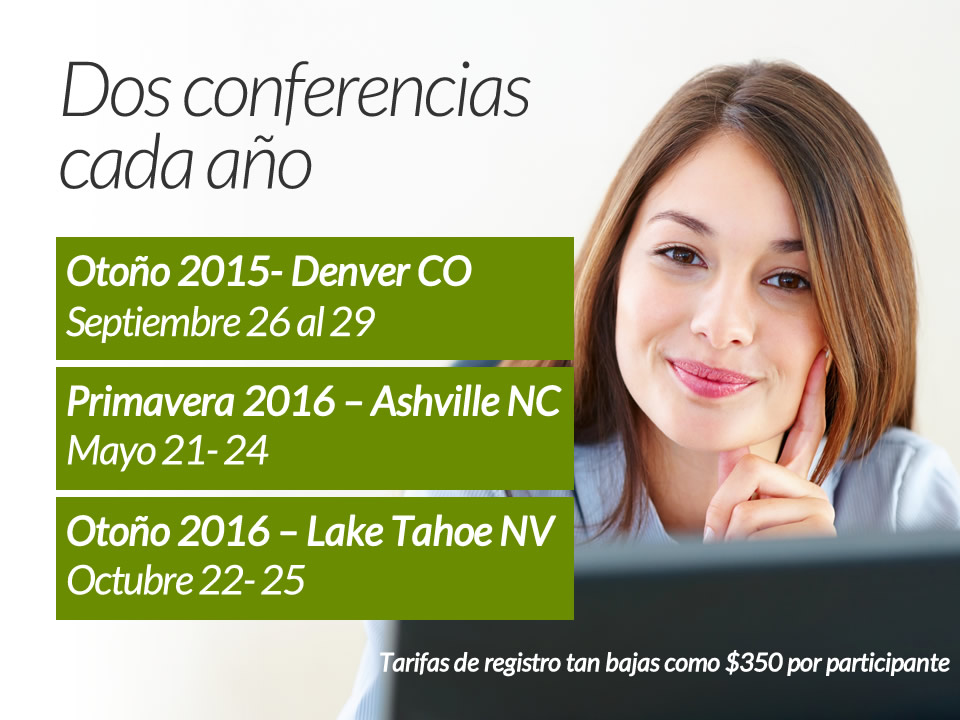 Dos conferencias
cada año
Otoño 2015- Denver CO
Septiembre 26 al 29
Primavera 2016 – Ashville NC
Mayo 21- 24
Otoño 2016 – Lake Tahoe NV
Octubre 22- 25
Tarifas de registro tan bajas como $350 por participante